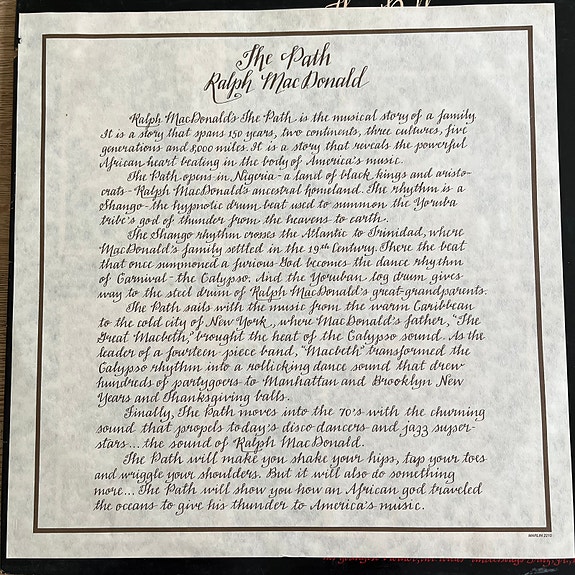 The Path
Ralph MacDonald
Ralph MacDonald's The Path is the musical story of a family.
It is a story that spans 150 years, two continents, three cultures, five
generations and 8,000 miles. It is a story that reveals the powerful
African heart beating in the body of America's music.
The Path opens in Nigeria - a land of black kings and aristo-
crats - Ralph MacDonald's ancestral homeland. The rhythm is a
Shango - the hypnotic drum beat used to summon the Yoruba
tribe's god of thunder from the heavens to earth.
The Shango rhythm crosses the Atlantic to Trinidad, where
MacDonald's family settled in the 19th Century. There the beat
that once summoned a furious God becomes the dance rhythm
of Carnival - the Calypso. And the Yoruban log drum gives
way to the steel drum of Ralph MacDonald's great-grandparents.
The Path sails with the music from the warm Caribbean
to the cold city of New York, where MacDonald's father, "The
Great Macbeth," brought the heat of the Calypso sound. As the
leader of a fourteen-piece band, "Macbeth" transformed the
Calypso rhythm into a rollicking dance sound that drew
hundreds of partygoers to Manhattan and Brooklyn New
Years and Thanksgiving balls.
Finally, The Path moves into the 70's with the churning
sound that propels today's disco dancers and jazz super-
stars... the sound of Ralph MacDonald.
The Path will make you shake your hips, tap your toes
and wriggle your shoulders. But it will also do something
more... The Path will show you how an African god traveled
the oceans to give his thunder to America's music.
MARLIN 2210